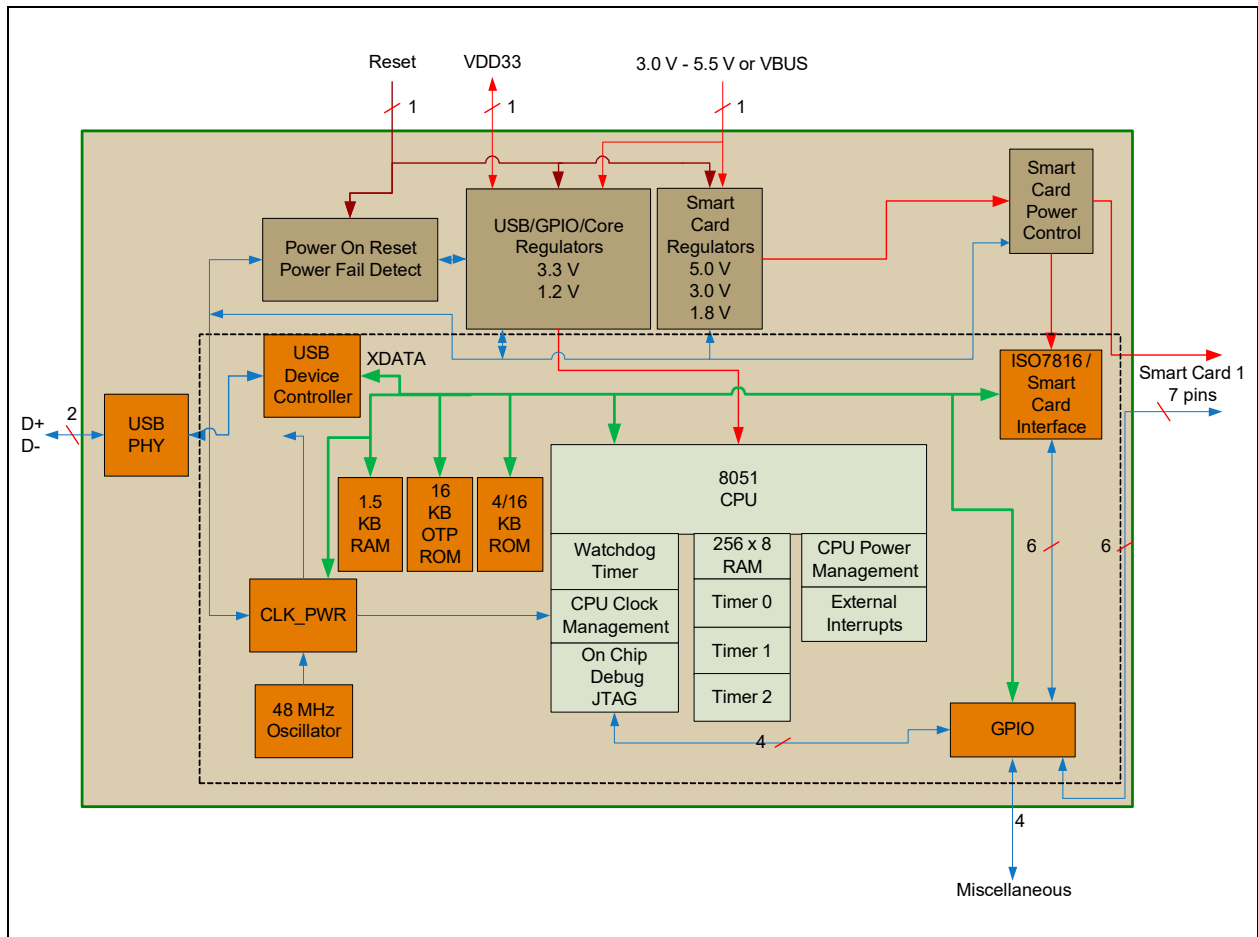 Reset
VDD33
3.0 V - 5.5 V or VBUS
1
1
1
Power On Reset
Power Fail Detect
USB/GPIO/Core
Regulators
3.3 V
1.2 V
Smart
Card
Regulators
5.0 V
3.0 V
1.8 V
Smart
Card
Power
Control
USB
Device
Controller
XDATA
ISO7816 /
Smart
Card
Interface
Smart Card 1
7 pins
D+
D-
2
USB
PHY
1.5
KB
RAM
16
KB
OTP
ROM
4/16
KB
ROM
8051
CPU
Watchdog
Timer
CPU Clock
Management
On Chip
Debug
JTAG
256 x 8
RAM
Timer 0
Timer 1
Timer 2
CPU Power
Management
External
Interrupts
6
6
CLK_PWR
48 MHz
Oscillator
4
GPIO
4
Miscellaneous